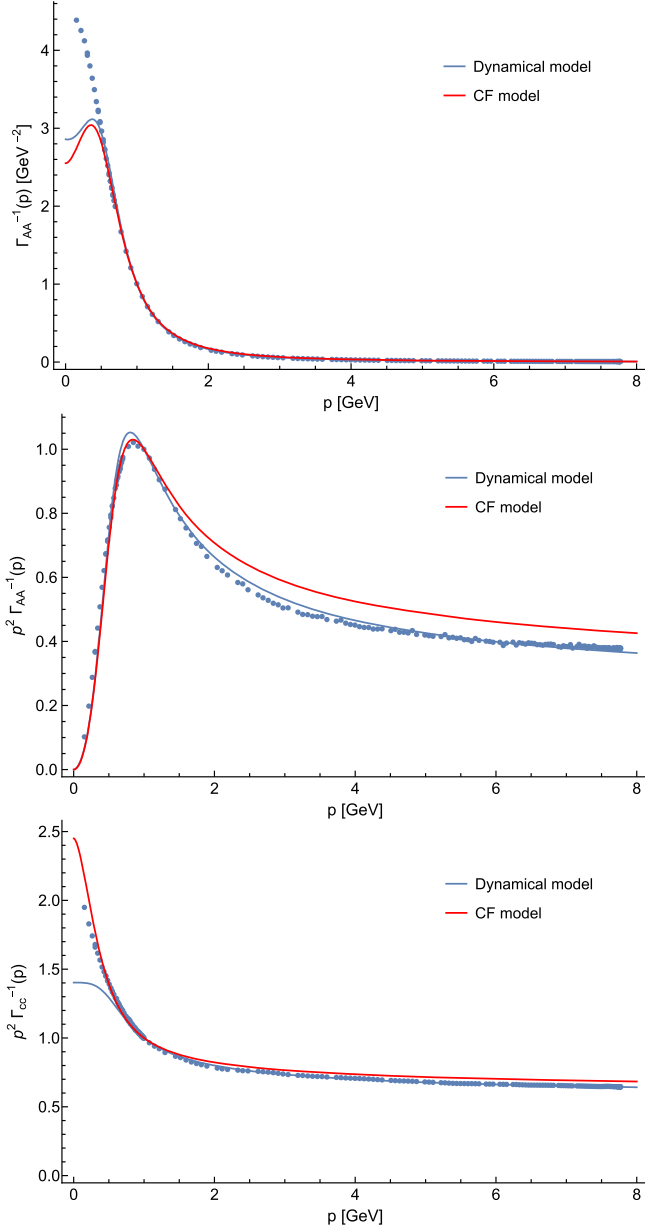 4
3
2
1
0
Γ_AA⁻¹(p) [GeV⁻²]
Dynamical model
CF model
0 2 4 6 8
p [GeV]
1.0
0.8
0.6
0.4
0.2
0.0
p² Γ_AA⁻¹(p)
Dynamical model
CF model
0 2 4 6 8
p [GeV]
2.5
2.0
1.5
1.0
0.5
0.0
p² Γ_cc⁻¹(p)
Dynamical model
CF model
0 2 4 6 8
p [GeV]